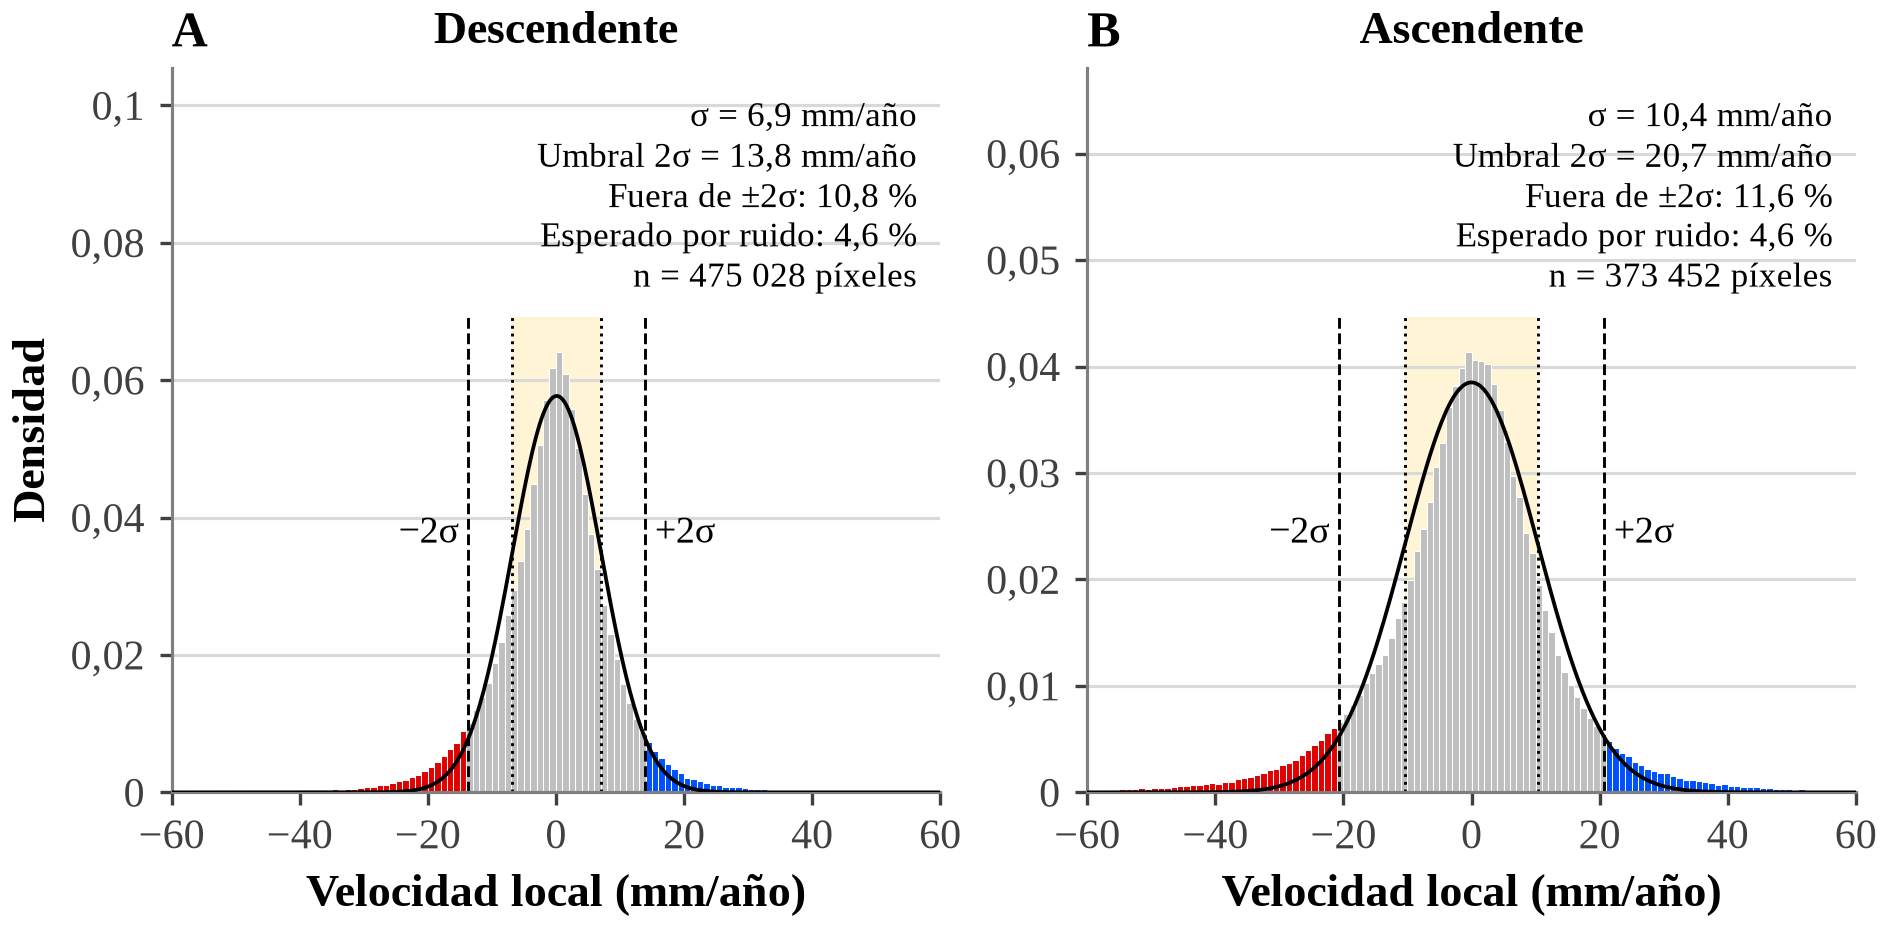 A
Descendente
0,1
0,08
0,06
0,04
0,02
0
Densidad
σ = 6,9 mm/año
Umbral 2σ = 13,8 mm/año
Fuera de ±2σ: 10,8 %
Esperado por ruido: 4,6 %
n = 475 028 píxeles
−2σ
+2σ
−60
−40
−20
0
20
40
60
Velocidad local (mm/año)
B
Ascendente
0,06
0,05
0,04
0,03
0,02
0,01
0
σ = 10,4 mm/año
Umbral 2σ = 20,7 mm/año
Fuera de ±2σ: 11,6 %
Esperado por ruido: 4,6 %
n = 373 452 píxeles
−2σ
+2σ
−60
−40
−20
0
20
40
60
Velocidad local (mm/año)